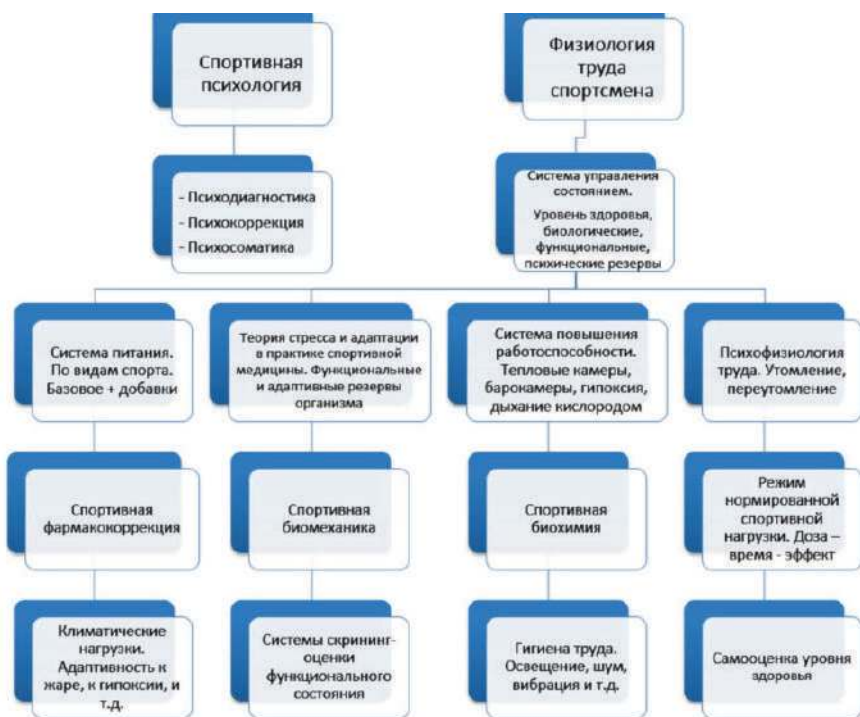 Спортивная
психология
Физиология
труда
спортсмена
- Психодиагностика
- Психокоррекция
- Психосоматика
Система управления
состоянием.
Уровень здоровья,
биологические,
функциональные,
психические резервы
Система питания.
По видам спорта.
Базовое + добавки
Теория стресса и адаптации
в практике спортивной
медицины. Функциональные
и адаптивные резервы
организма
Система повышения
работоспособности.
Тепловые камеры,
барокамеры, гипоксия,
дыхание кислородом
Психофизиология
труда. Утомление,
переутомление
Спортивная
фармакокоррекция
Спортивная
биомеханика
Спортивная
биохимия
Режим
нормированной
спортивной
нагрузки. Доза –
время - эффект
Климатические
нагрузки.
Адаптивность к
жаре, к гипоксии, и
т.д.
Системы скрининг-
оценки
функционального
состояния
Гигиена труда.
Освещение, шум,
вибрация и т.д.
Самооценка уровня
здоровья